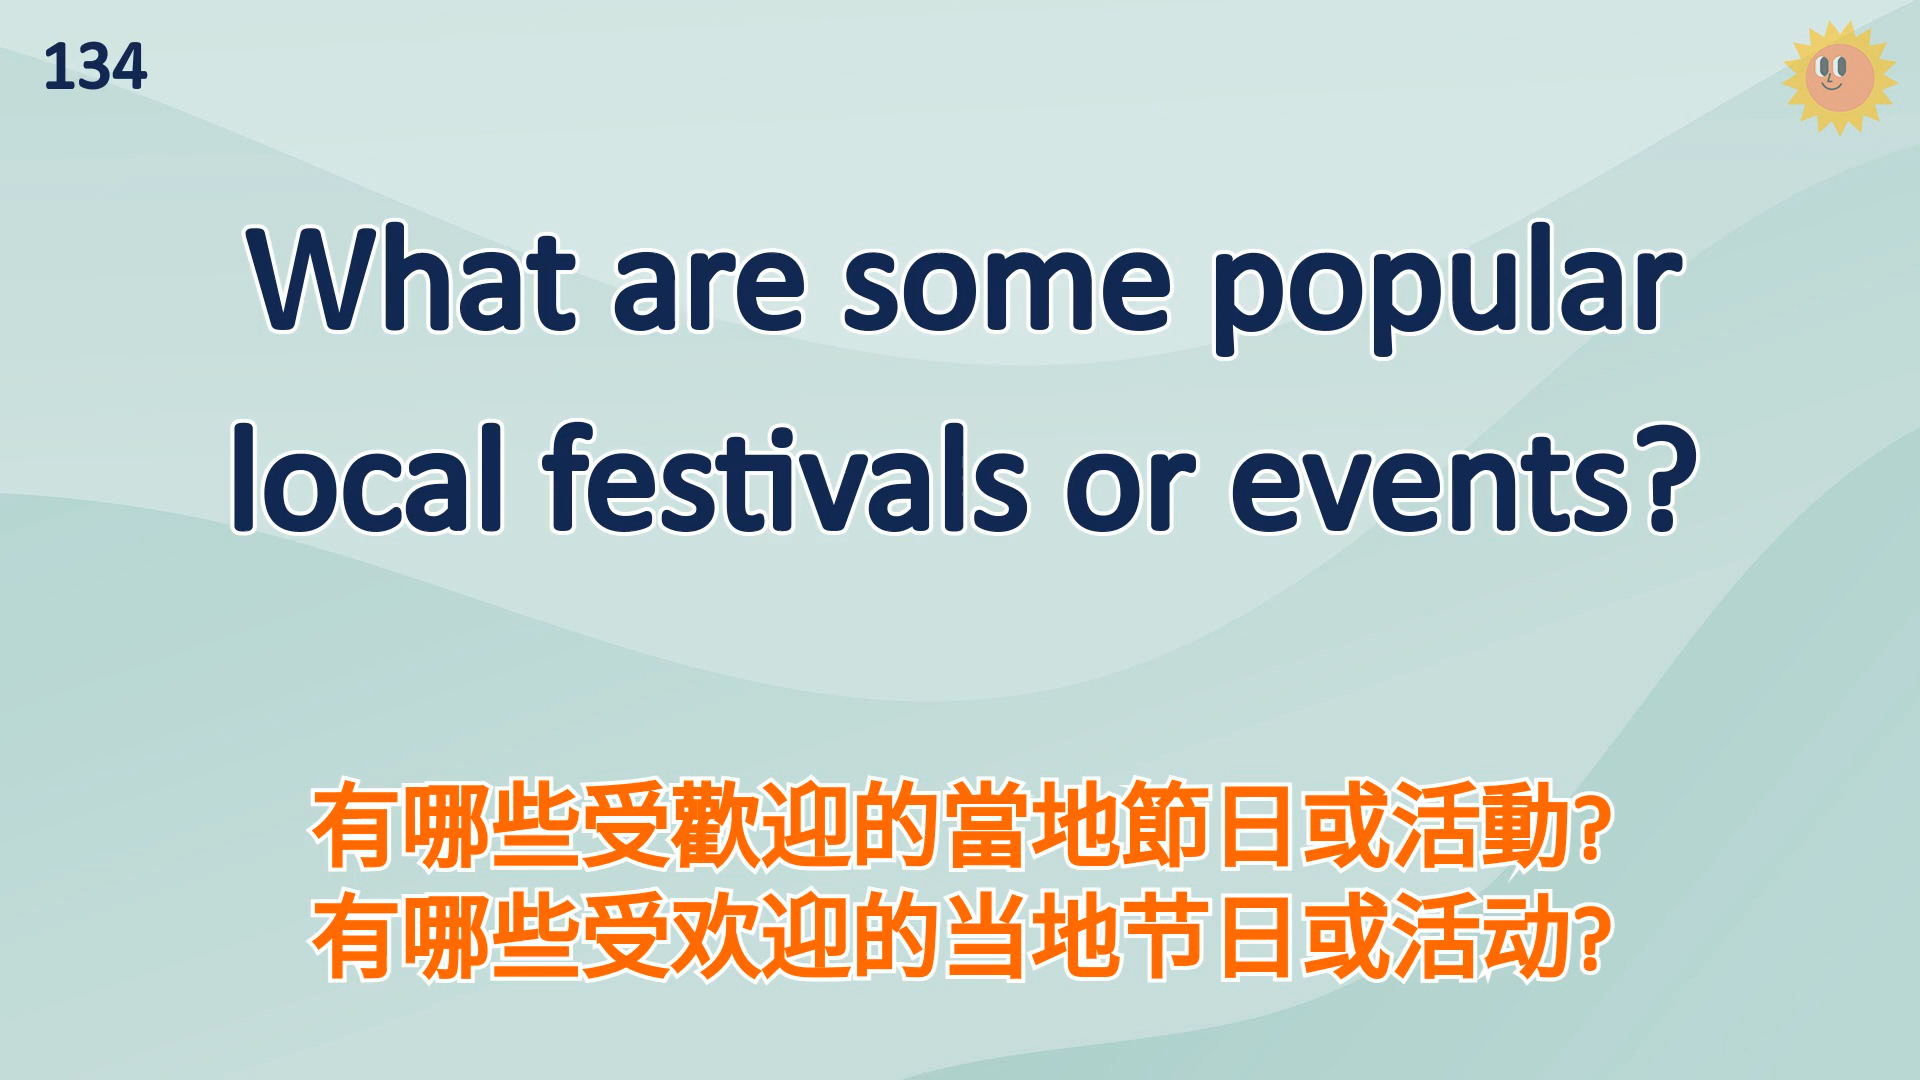 134
What are some popular
local festivals or events?
有哪些受歡迎的當地節日或活動?
有哪些受欢迎的当地节日或活动?